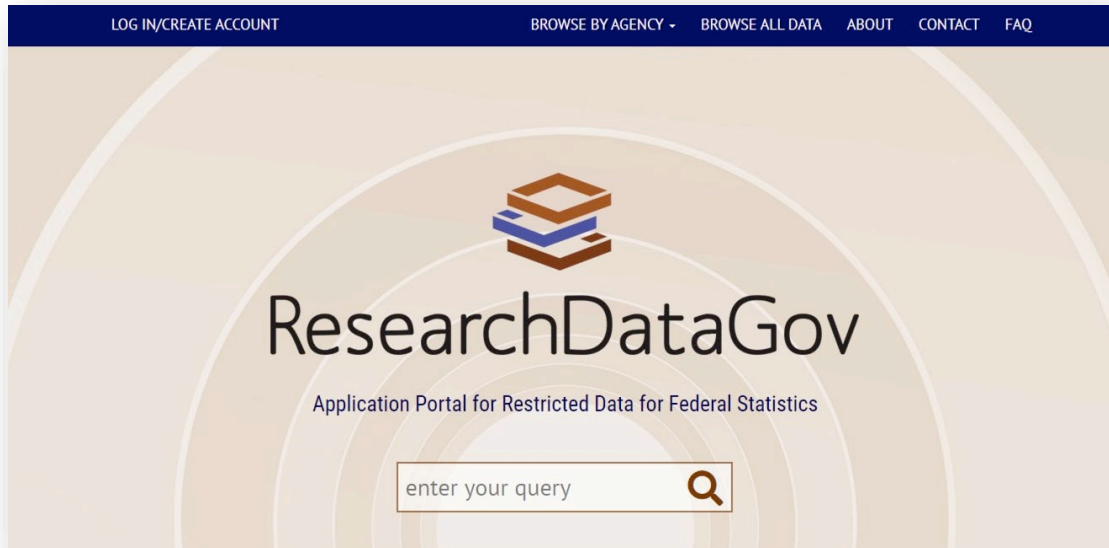 LOG IN/CREATE ACCOUNT BROWSE BY AGENCY BROWSE ALL DATA ABOUT CONTACT FAQ
ResearchDataGov
Application Portal for Restricted Data for Federal Statistics
enter your query